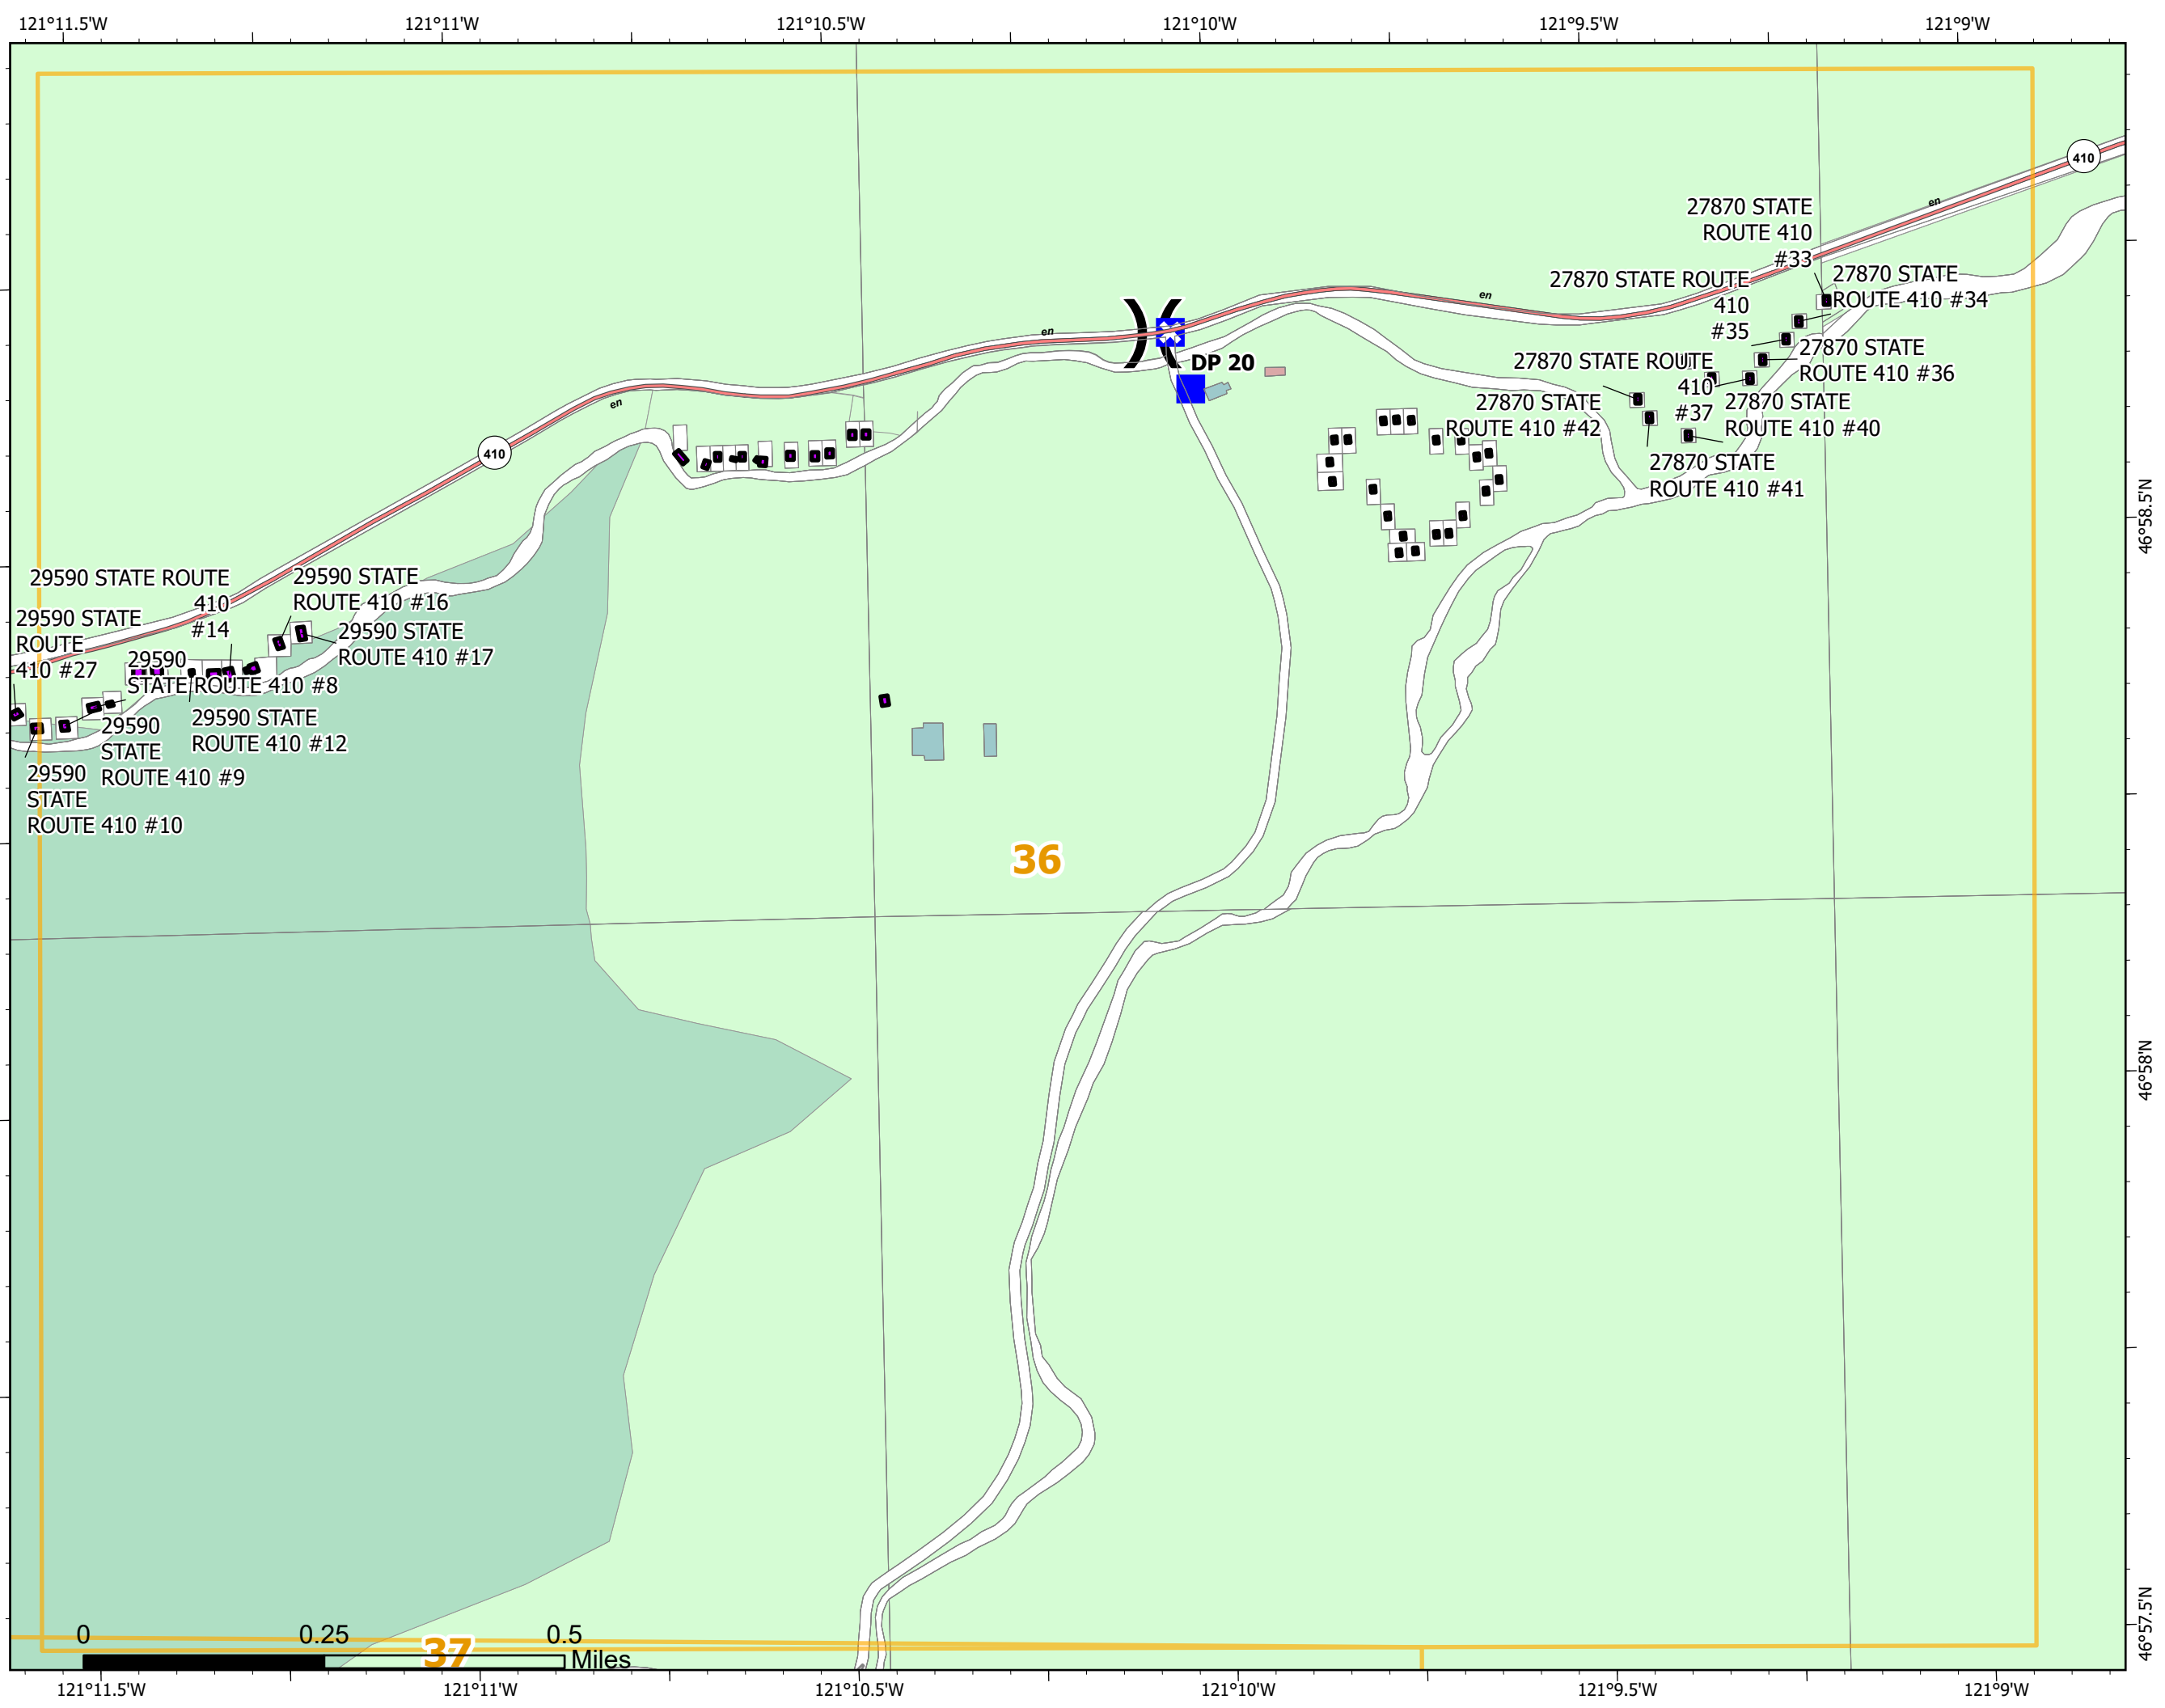 121°11.5'W
121°11'W
121°10.5'W
121°10'W
121°9.5'W
121°9'W
410
en
27870 STATE
ROUTE 410
#33
27870 STATE ROUTE
410
#35
27870 STATE
ROUTE 410 #34
en
en
DP 20
27870 STATE
ROUTE 410 #36
27870 STATE ROUTE
410
#37
27870 STATE
ROUTE 410 #42
27870 STATE
ROUTE 410 #40
en
410
27870 STATE
ROUTE 410 #41
46°58.5'N
29590 STATE ROUTE
410
#14
29590 STATE
ROUTE 410 #16
29590 STATE
ROUTE
410 #27
29590 STATE
ROUTE 410 #17
29590
STATE ROUTE 410 #8
29590 STATE
ROUTE 410 #12
29590
STATE
ROUTE 410 #9
29590
STATE
ROUTE 410 #10
36
46°58'N
46°57.5'N
0
0.25
0.5
Miles
37
121°11.5'W
121°11'W
121°10.5'W
121°10'W
121°9.5'W
121°9'W